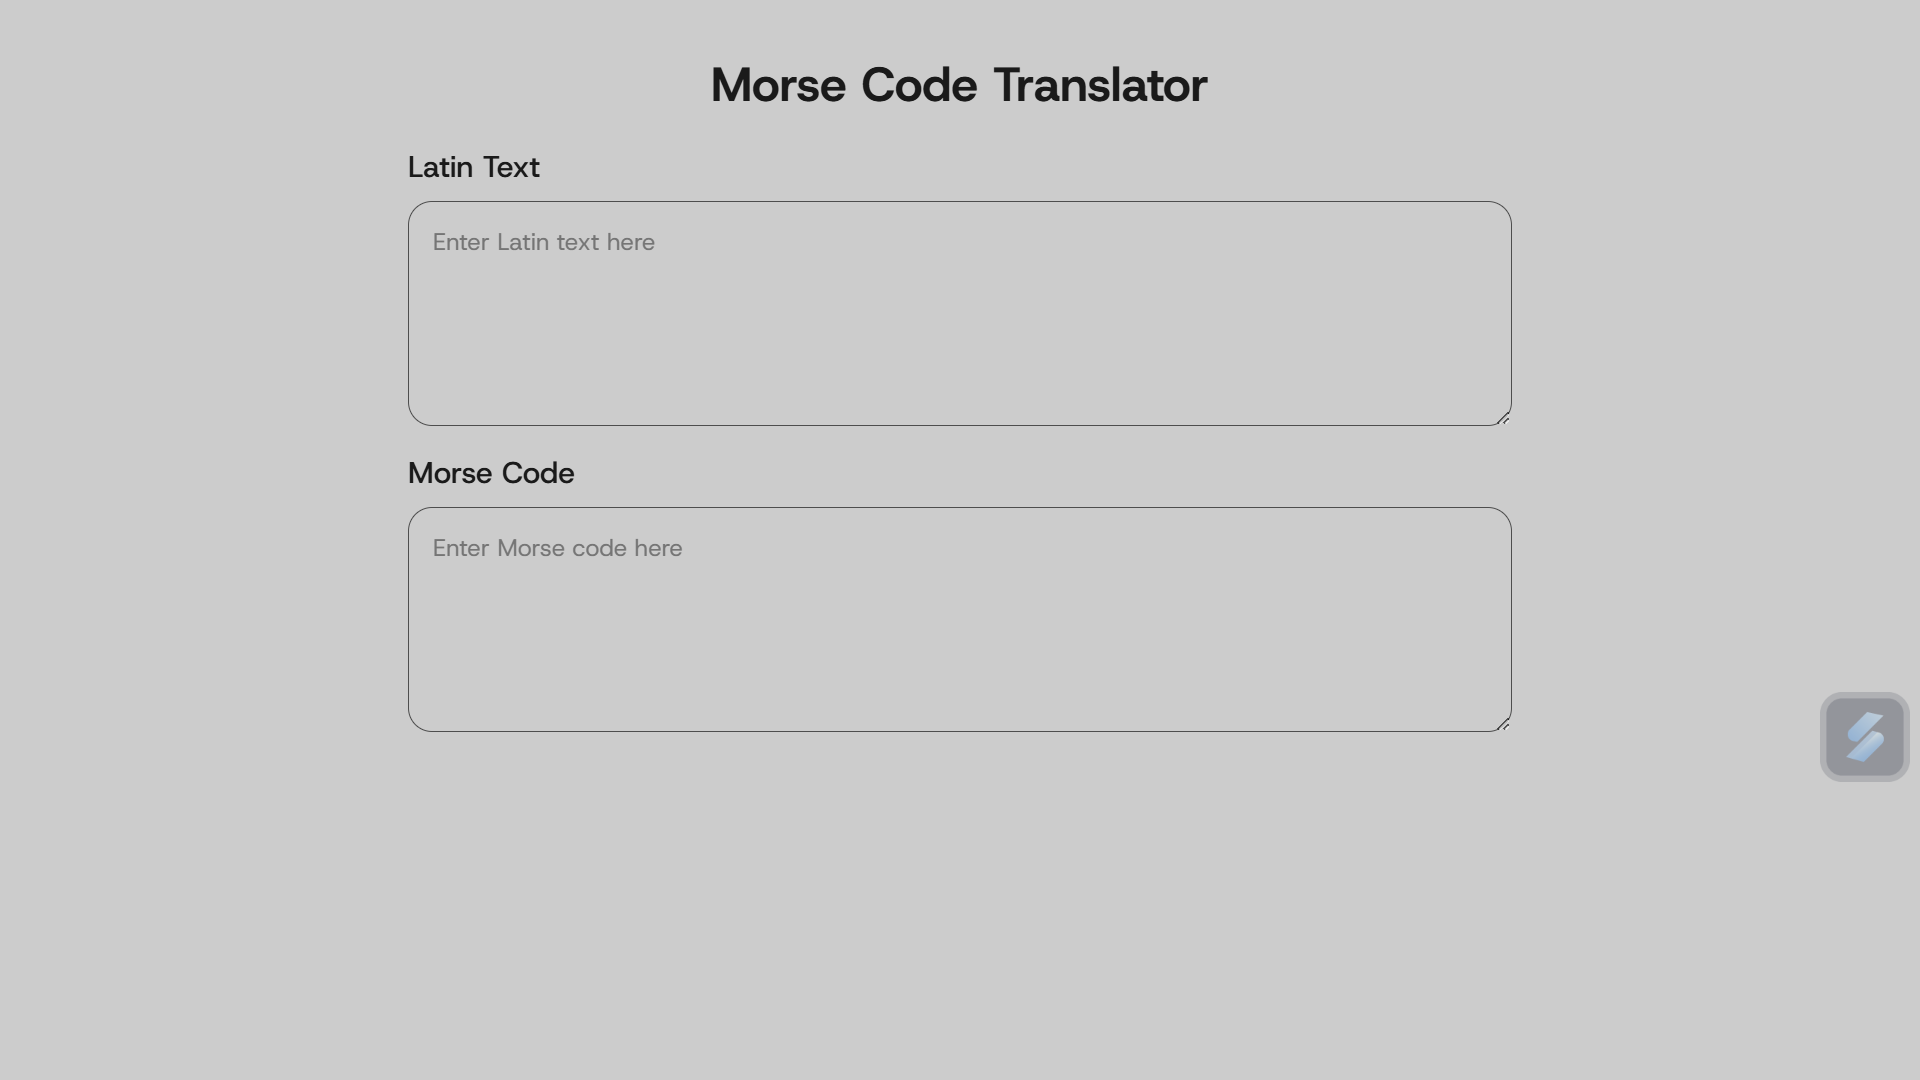 Morse Code Translator
Latin Text
Enter Latin text here
Morse Code
Enter Morse code here